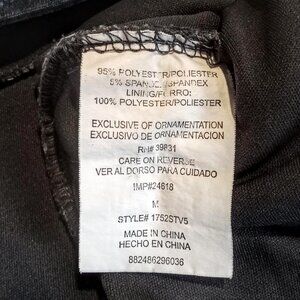 95% POLYESTER/POLIESTER
5% SPANDEX/SPANDEX
LINING/FORRO:
100% POLYESTER/POLIESTER
EXCLUSIVE OF ORNAMENTATION
EXCLUSIVO DE ORNAMENTACION
RN# 39831
CARE ON REVERSE
VER AL DORSO PARA CUIDADO
IMP#24618
M
STYLE# 1752STV5
MADE IN CHINA
HECHO EN CHINA
882486296036